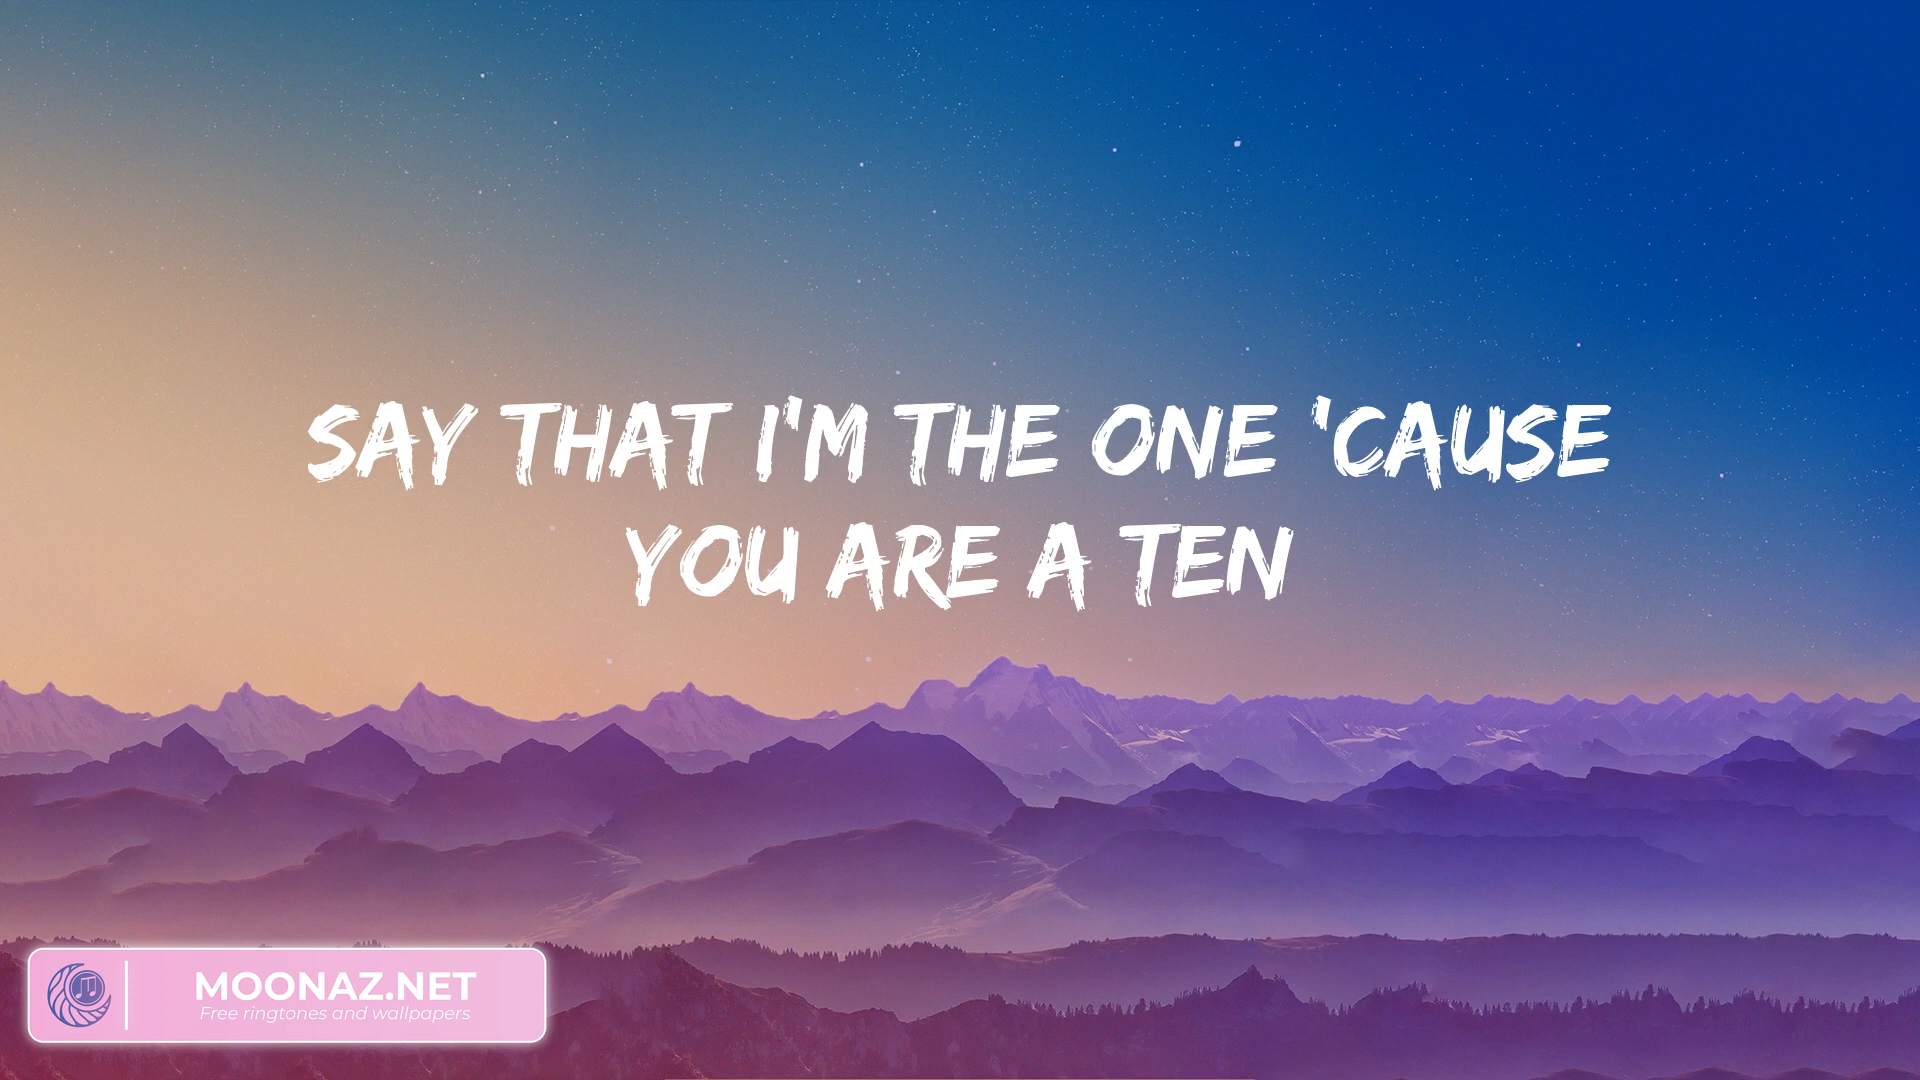 SAY THAT I'M THE ONE 'CAUSE
YOU ARE A TEN
MOONAZ.NET
Free ringtones and wallpapers